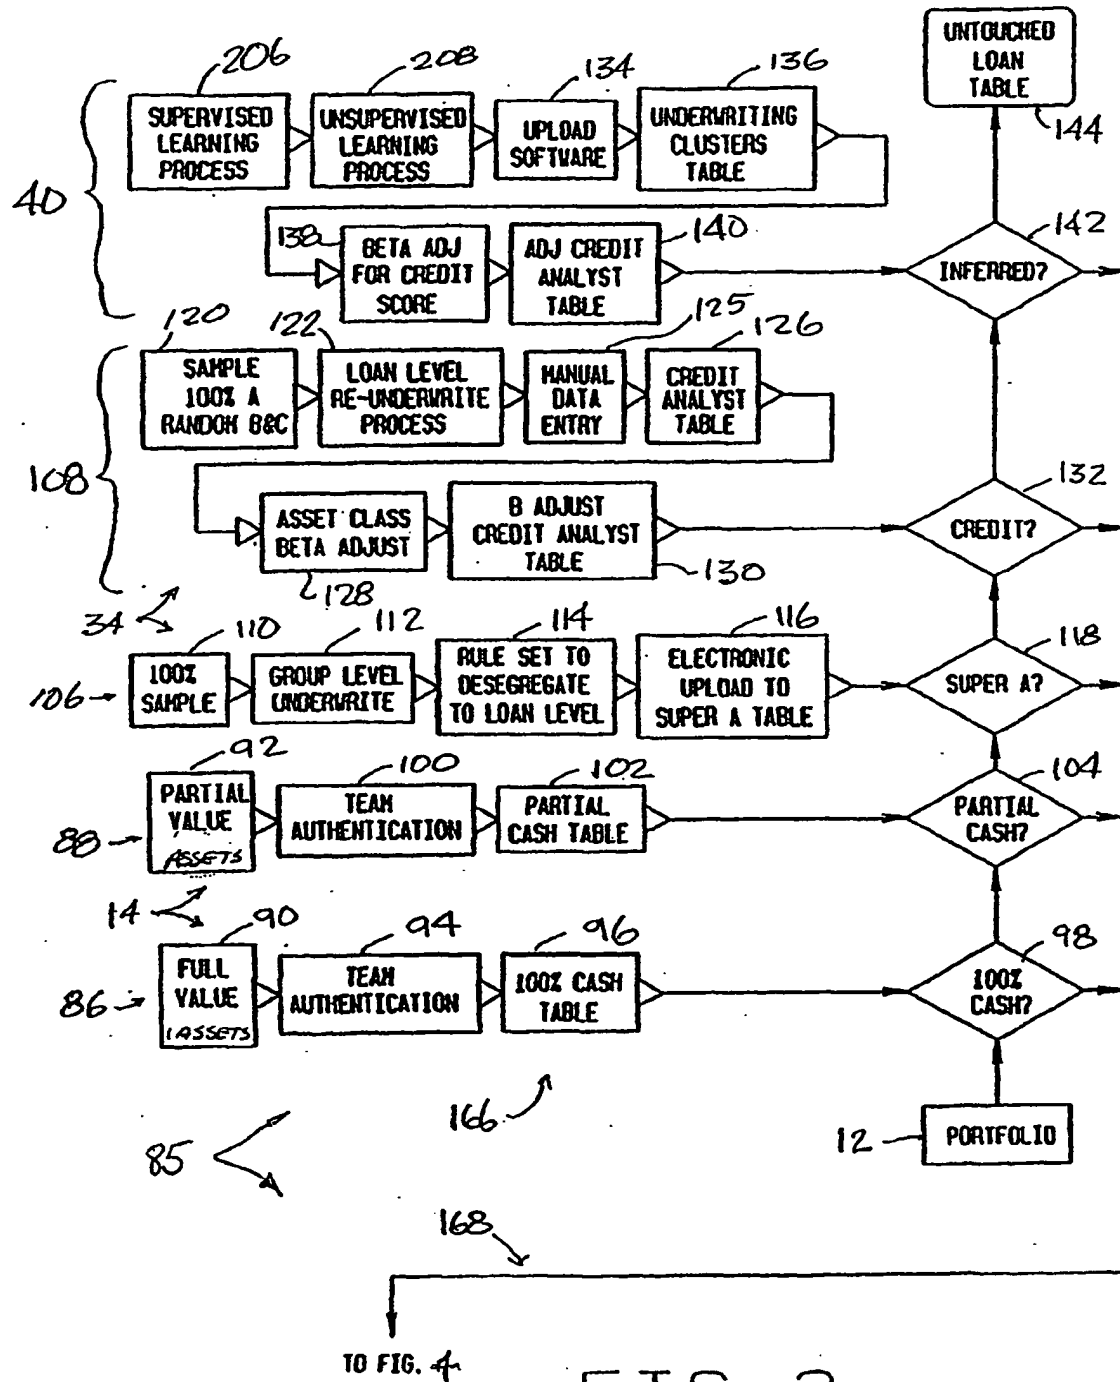 UNTOUCHED
LOAN
TABLE
144
206
208
134
136
SUPERVISED
LEARNING
PROCESS
UNSUPERVISED
LEARNING
PROCESS
UPLOAD
SOFTWARE
UNDERWRITING
CLUSTERS
TABLE
40
138
BETA ADJ
FOR CREDIT
SCORE
ADJ CREDIT
ANALYST
TABLE
140
142
INFERRED?
120
122
125
126
SAMPLE
100% A
RANDOM B&C
LOAN LEVEL
RE-UNDERWRITE
PROCESS
MANUAL
DATA
ENTRY
CREDIT
ANALYST
TABLE
108
ASSET CLASS
BETA ADJUST
128
B ADJUST
CREDIT ANALYST
TABLE
130
132
CREDIT?
34
110
112
114
116
118
106
100%
SAMPLE
GROUP LEVEL
UNDERWRITE
RULE SET TO
DESEGREGATE
TO LOAN LEVEL
ELECTRONIC
UPLOAD TO
SUPER A TABLE
SUPER A?
92
100
102
104
88
PARTIAL
VALUE
ASSETS
TEAM
AUTHENTICATION
PARTIAL
CASH TABLE
PARTIAL
CASH?
14
90
94
96
98
86
FULL
VALUE
ASSETS
TEAM
AUTHENTICATION
100% CASH
TABLE
100%
CASH?
166
12
PORTFOLIO
85
168
TO FIG. 4